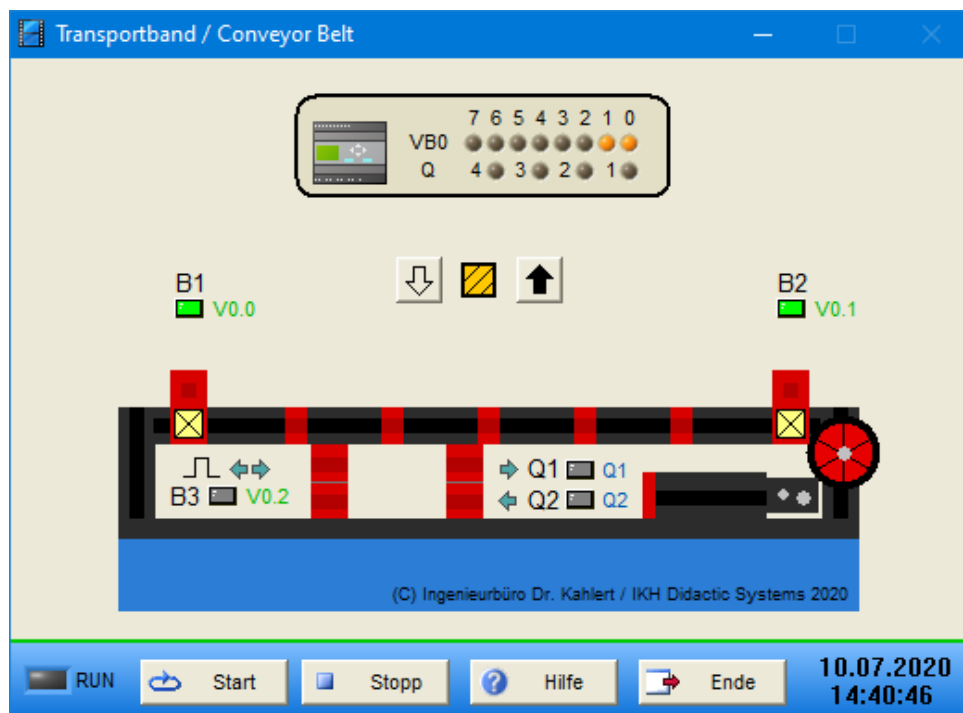 Transportband / Conveyor Belt
7 6 5 4 3 2 1 0
VB0
Q 4 3 2 1
B1
V0.0
B2
V0.1
B3 V0.2
Q1 Q1
Q2 Q2
(C) Ingenieurbüro Dr. Kahlert / IKH Didactic Systems 2020
RUN Start Stopp Hilfe Ende
10.07.2020
14:40:46